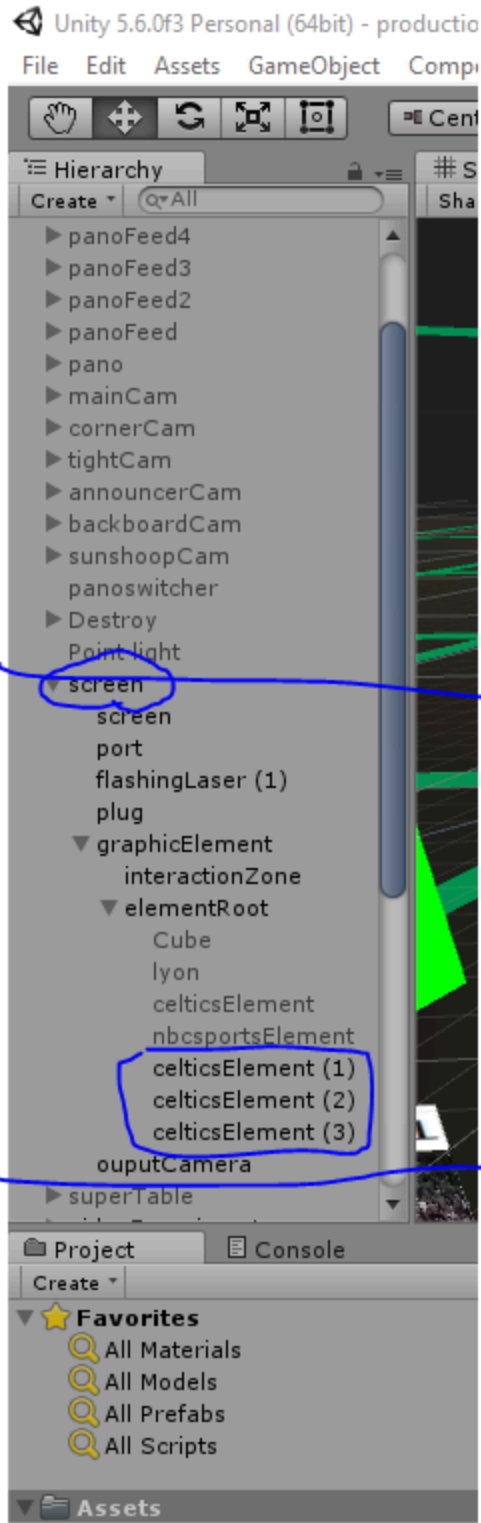 Unity 5.6.0f3 Personal (64bit) - productio
File Edit Assets GameObject Compo
Cent
Hierarchy
S
Create
All
Sha
panoFeed4
panoFeed3
panoFeed2
panoFeed
pano
mainCam
cornerCam
tightCam
announcerCam
backboardCam
sunshoopCam
panoswitcher
Destroy
Point light
screen
screen
port
flashingLaser (1)
plug
graphicElement
interactionZone
elementRoot
Cube
lyon
celticsElement
nbcsportsElement
celticsElement (1)
celticsElement (2)
celticsElement (3)
ouputCamera
superTable
Project
Console
Create
Favorites
All Materials
All Models
All Prefabs
All Scripts
Assets